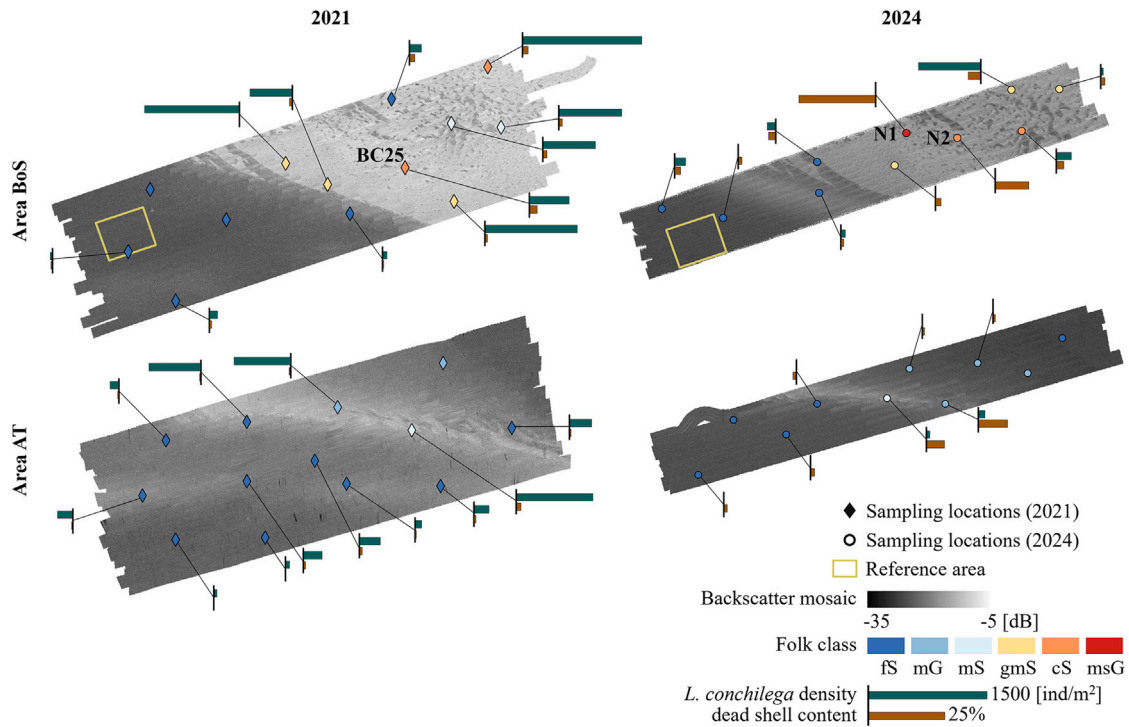 2021
2024
Area BoS
BC25
N1
N2
Area AT
Sampling locations (2021)
Sampling locations (2024)
Reference area
Backscatter mosaic
-35
-5 [dB]
Folk class
fS
mG
mS
gmS
cS
msG
L. conchilega density
1500 [ind/m²]
dead shell content
25%